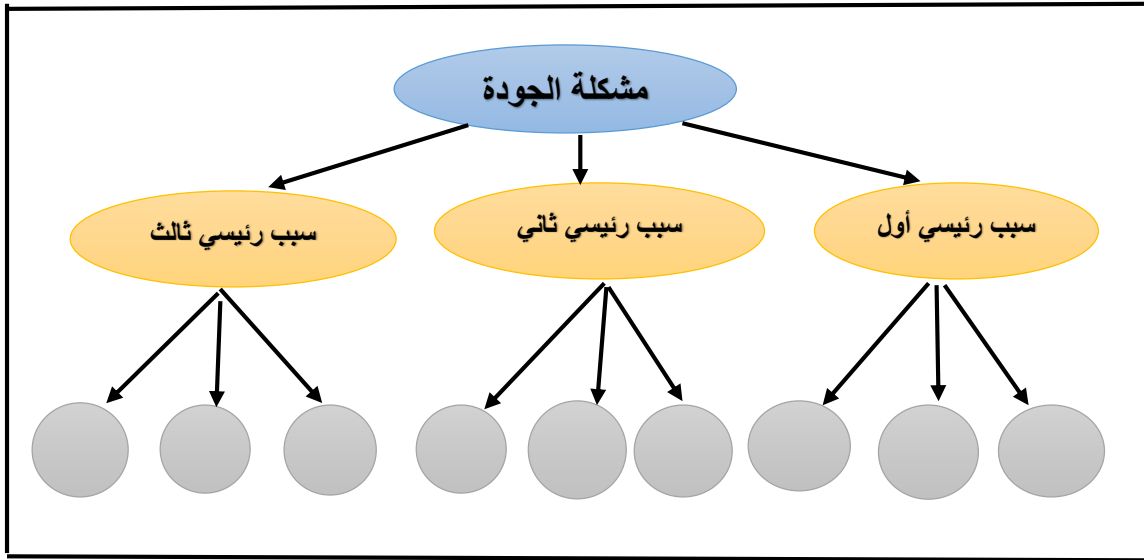 مشكلة الجودة
سبب رئيسي أول
سبب رئيسي ثاني
سبب رئيسي ثالث